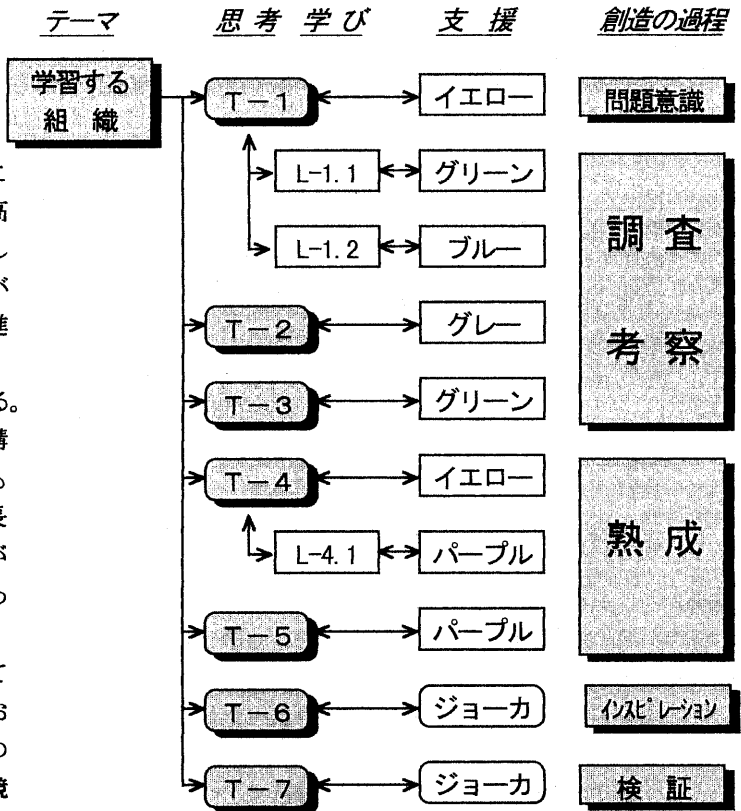 テーマ 思考 学び 支援 創造の過程
学習する
組織
T-1 イエロー 問題意識
L-1.1 グリーン
L-1.2 ブルー
調査
考察
T-2 グレー
T-3 グリーン
T-4 イエロー
L-4.1 パープル
熟成
T-5 パープル
T-6 ジョーカ インスピレーション
T-7 ジョーカ 検証
る。
て
の